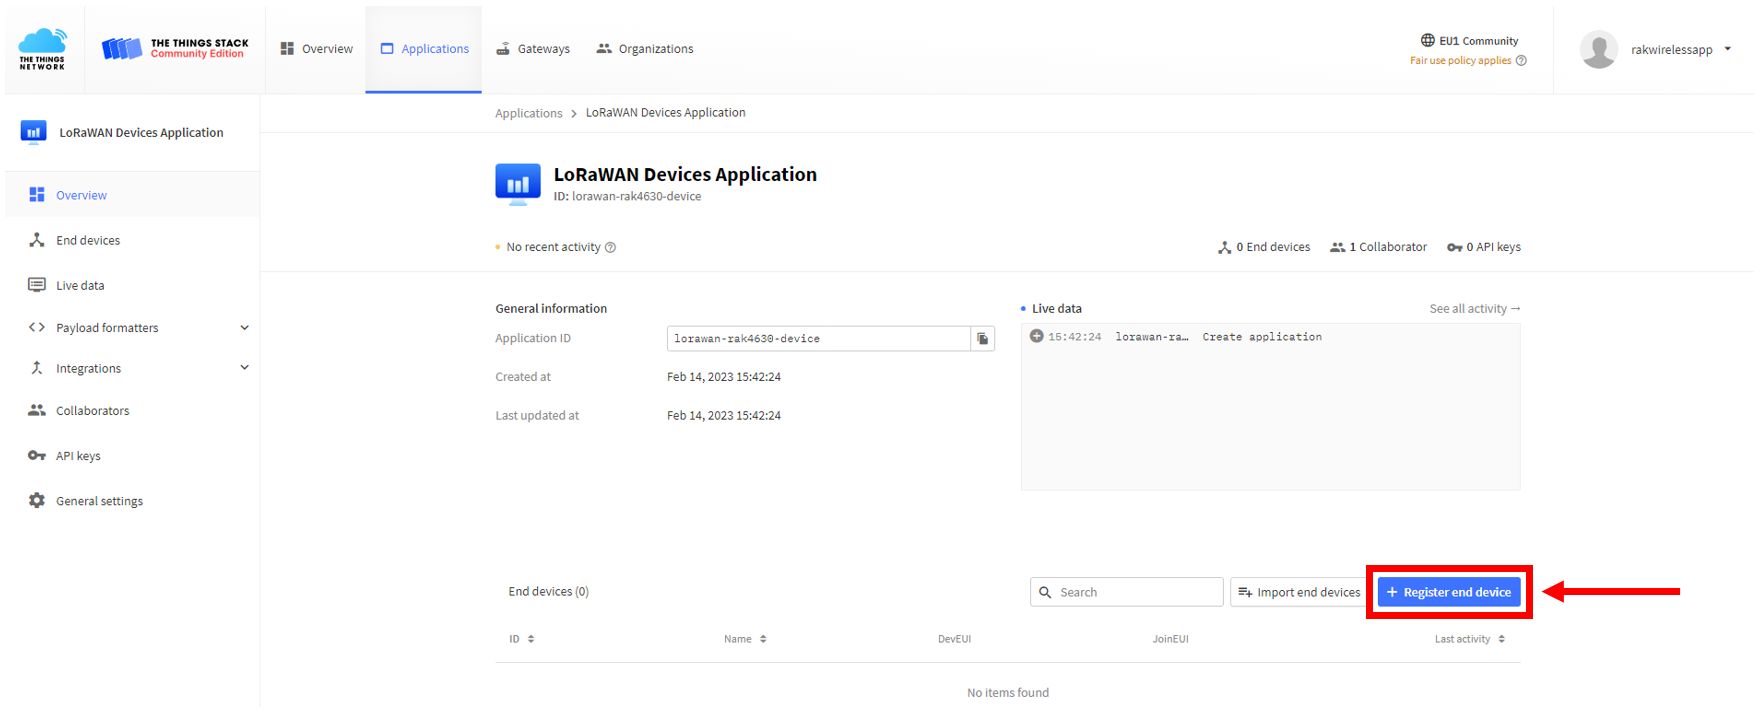 THE THINGS
NETWORK
THE THINGS STACK
Community Edition
Overview
Applications
Gateways
Organizations
EU1 Community
Fair use policy applies
rakwirelessapp
LoRaWAN Devices Application
Overview
End devices
Live data
Payload formatters
Integrations
Collaborators
API keys
General settings
Applications > LoRaWAN Devices Application
LoRaWAN Devices Application
ID: lorawan-rak4630-device
No recent activity
0 End devices
1 Collaborator
0 API keys
General information
Application ID lorawan-rak4630-device
Created at Feb 14, 2023 15:42:24
Last updated at Feb 14, 2023 15:42:24
Live data
See all activity →
15:42:24 lorawan-ra… Create application
End devices (0)
Search
Import end devices
+ Register end device
ID Name DevEUI JoinEUI Last activity
No items found